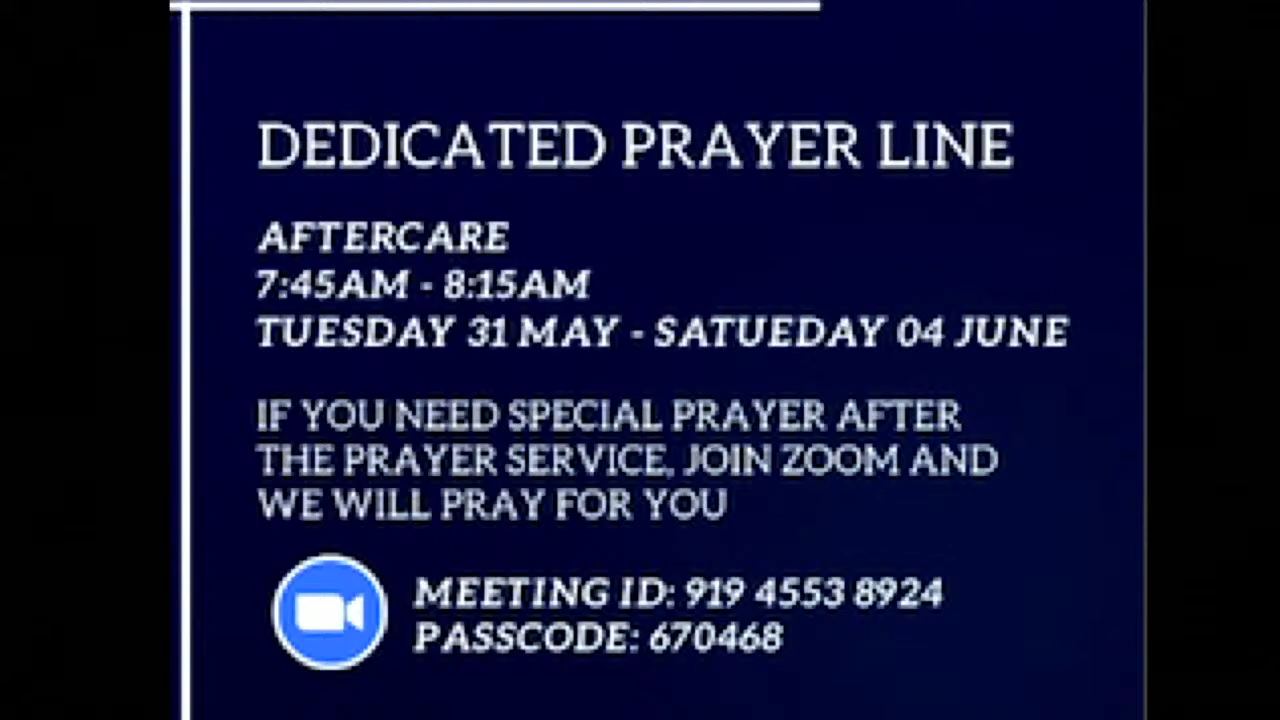 DEDICATED PRAYER LINE
AFTERCARE
7:45AM - 8:15AM
TUESDAY 31 MAY - SATUEDAY 04 JUNE
IF YOU NEED SPECIAL PRAYER AFTER
THE PRAYER SERVICE, JOIN ZOOM AND
WE WILL PRAY FOR YOU
MEETING ID: 919 4553 8924
PASSCODE: 670468